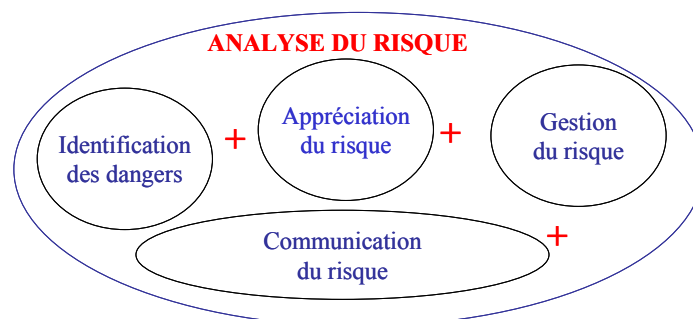 ANALYSE DU RISQUE
Identification
des dangers
+
Appréciation
du risque
+
Gestion
du risque
+
Communication
du risque